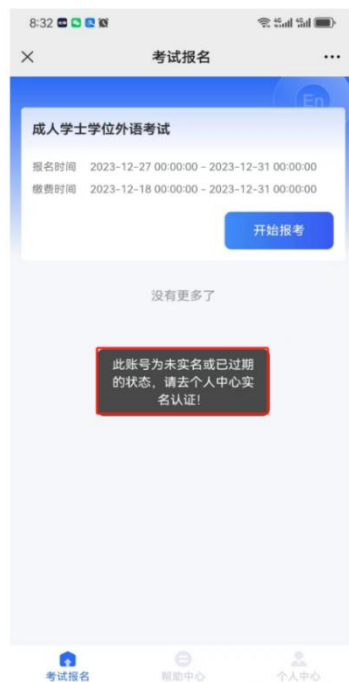 8:32
考试报名
En
成人学士学位外语考试
报名时间 2023-12-27 00:00:00 - 2023-12-31 00:00:00
缴费时间 2023-12-18 00:00:00 - 2023-12-31 00:00:00
开始报考
没有更多了
此账号为未实名或已过期
的状态，请去个人中心实
名认证!
考试报名 帮助中心 个人中心